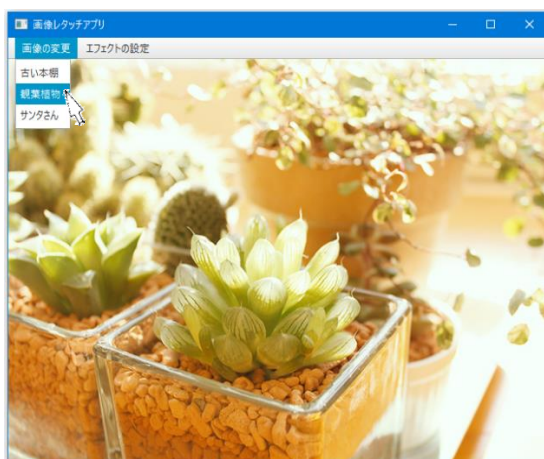 画像レタッチアプリ
画像の変更 エフェクトの設定
古い本棚
観葉植物
サンタさん